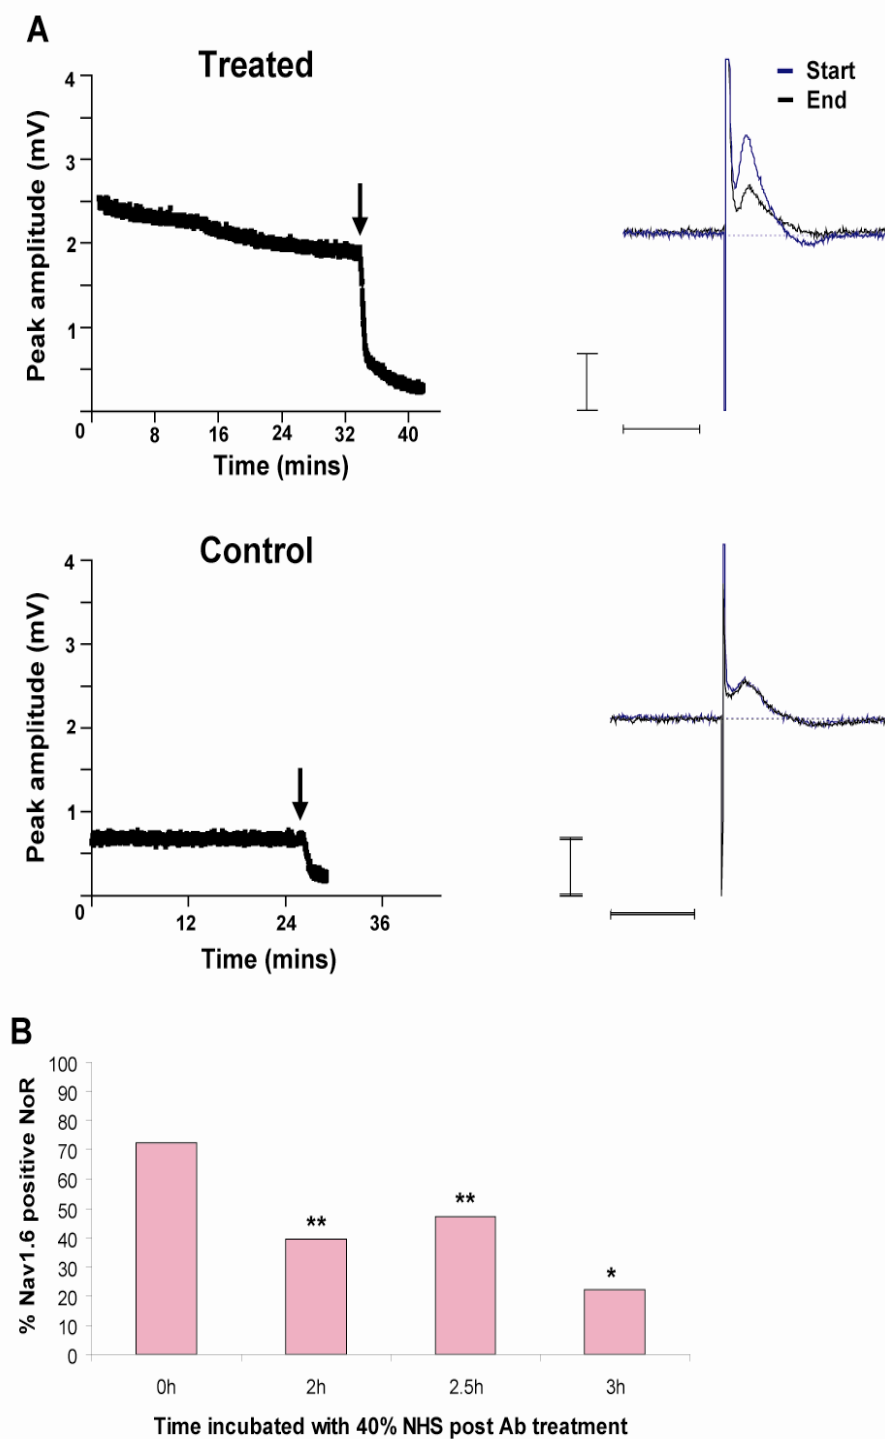 A
Treated
Start
End
Peak amplitude (mV)
4
3
2
1
0
8 16 24 32 40
Time (mins)
Control
Peak amplitude (mV)
4
3
2
1
0
12 24 36
Time (mins)
B
% Nav1.6 positive NoR
100
90
80
70
60
50
40
30
20
10
0
**
**
*
0h 2h 2.5h 3h
Time incubated with 40% NHS post Ab treatment